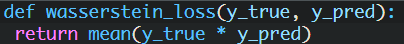 def wasserstein_loss(y_true, y_pred):
 return mean(y_true * y_pred)